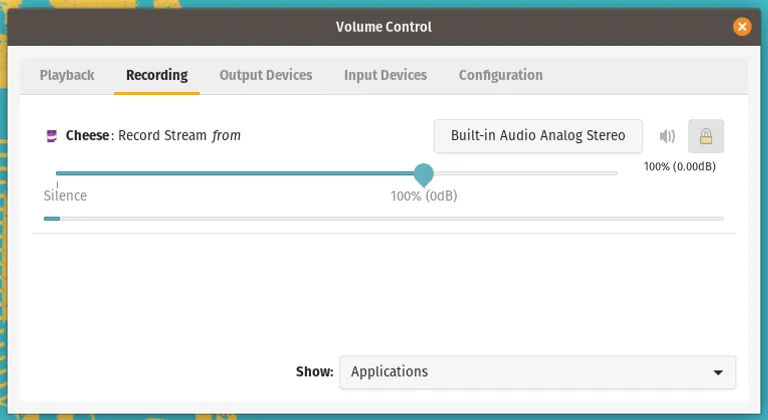 Volume Control
Playback Recording Output Devices Input Devices Configuration
Cheese: Record Stream from Built-in Audio Analog Stereo
100% (0.00dB)
Silence 100% (0dB)
Show: Applications